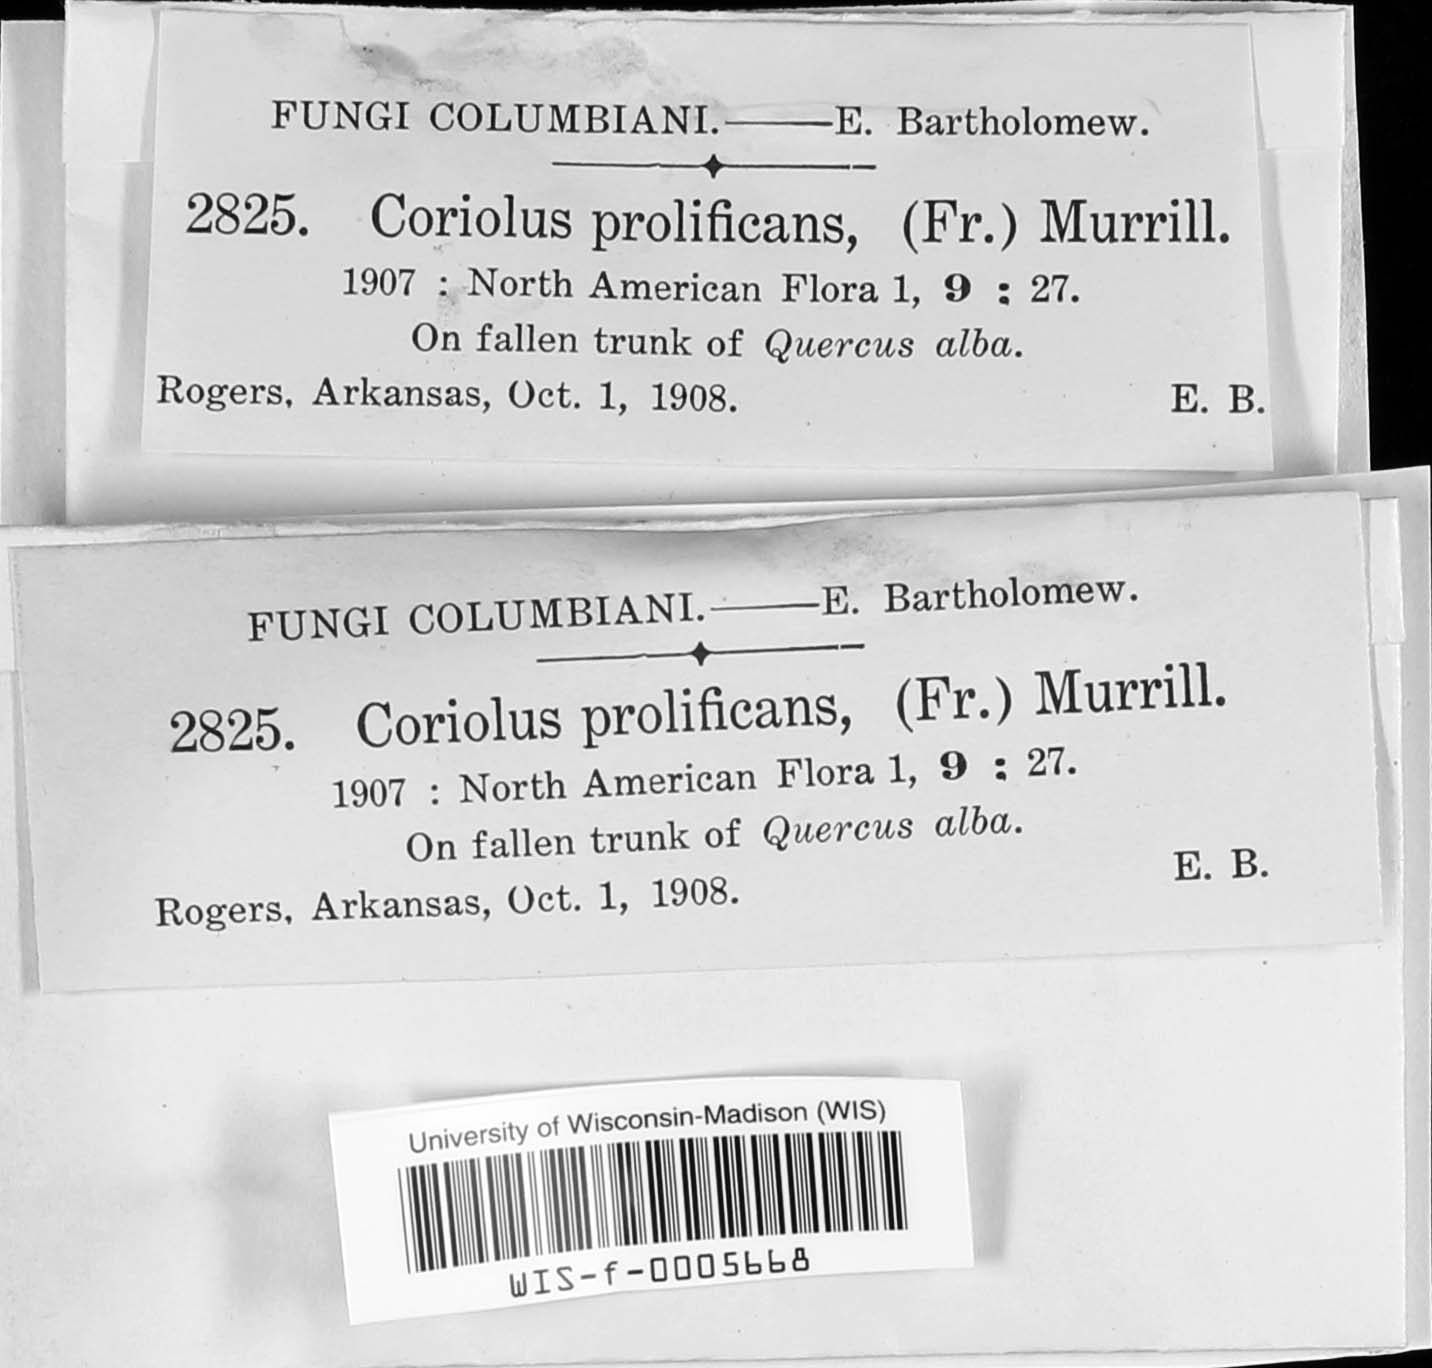 FUNGI COLUMBIANI.——E. Bartholomew.
2825. Coriolus prolificans, (Fr.) Murrill.
1907 : North American Flora 1, 9 : 27.
On fallen trunk of Quercus alba.
Rogers, Arkansas, Oct. 1, 1908. E. B.
FUNGI COLUMBIANI.——E. Bartholomew.
2825. Coriolus prolificans, (Fr.) Murrill.
1907 : North American Flora 1, 9 : 27.
On fallen trunk of Quercus alba.
Rogers, Arkansas, Oct. 1, 1908. E. B.
University of Wisconsin-Madison (WIS)
WIS-f-0005668